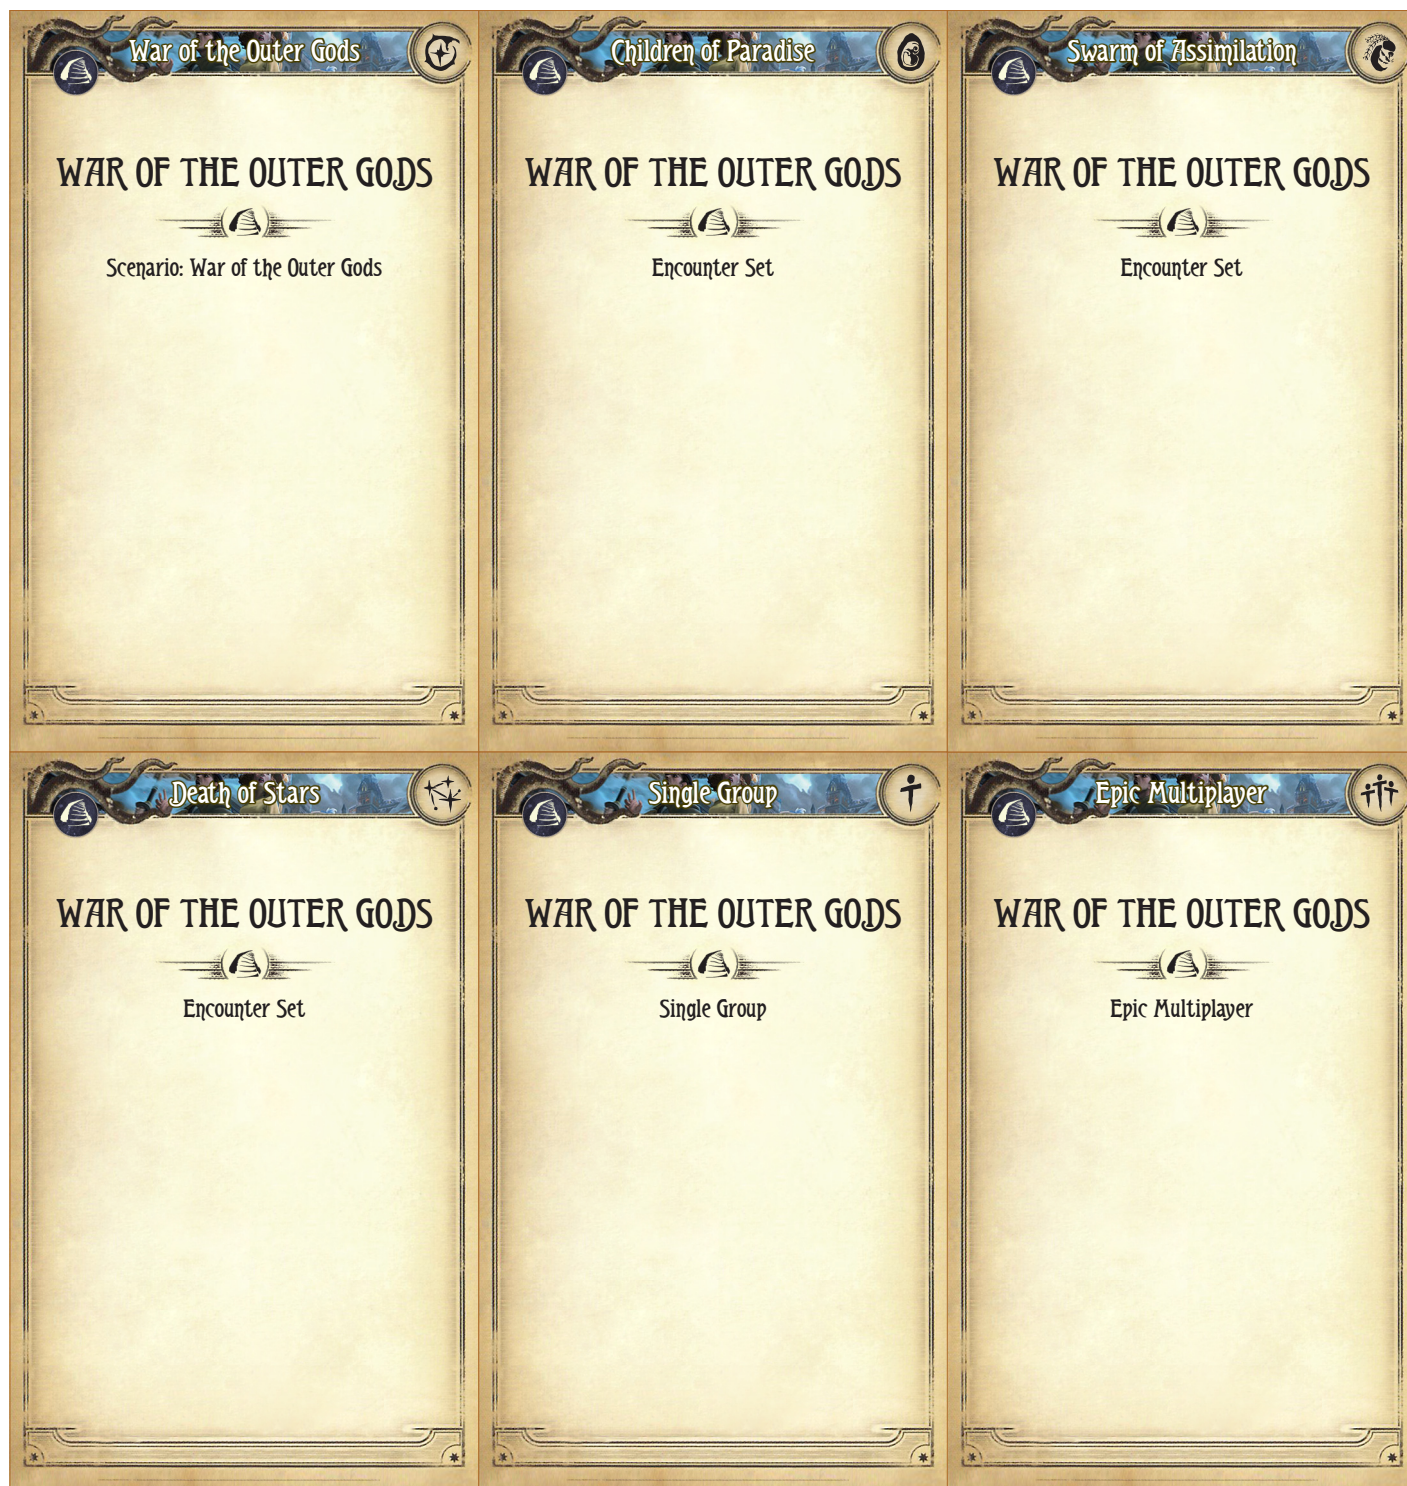 War of the Outer Gods
WAR OF THE OUTER GODS
Scenario: War of the Outer Gods
Children of Paradise
WAR OF THE OUTER GODS
Encounter Set
Swarm of Assimilation
WAR OF THE OUTER GODS
Encounter Set
Death of Stars
WAR OF THE OUTER GODS
Encounter Set
Single Group
WAR OF THE OUTER GODS
Single Group
Epic Multiplayer
WAR OF THE OUTER GODS
Epic Multiplayer